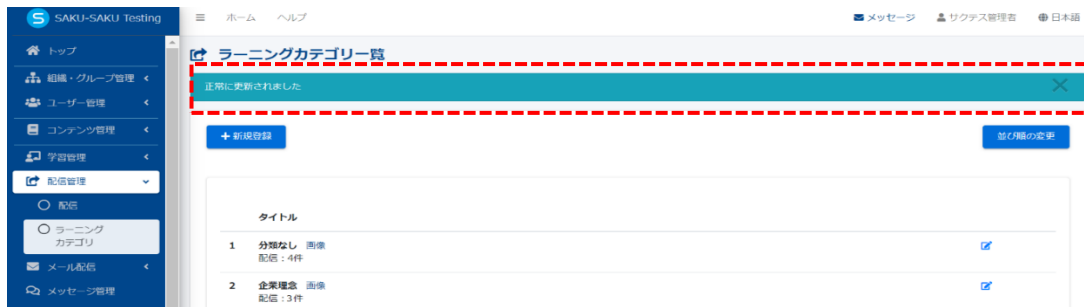 SAKU-SAKU Testing
ホーム ヘルプ
メッセージ サクテス管理者 日本語
トップ
組織・グループ管理
ユーザー管理
コンテンツ管理
学習管理
配信管理
配信
ラーニング
カテゴリ
メール配信
メッセージ管理
ラーニングカテゴリ一覧
正常に更新されました
+ 新規登録
並び順の変更
タイトル
1 分類なし 画像
配信 : 4件
2 企業理念 画像
配信 : 3件